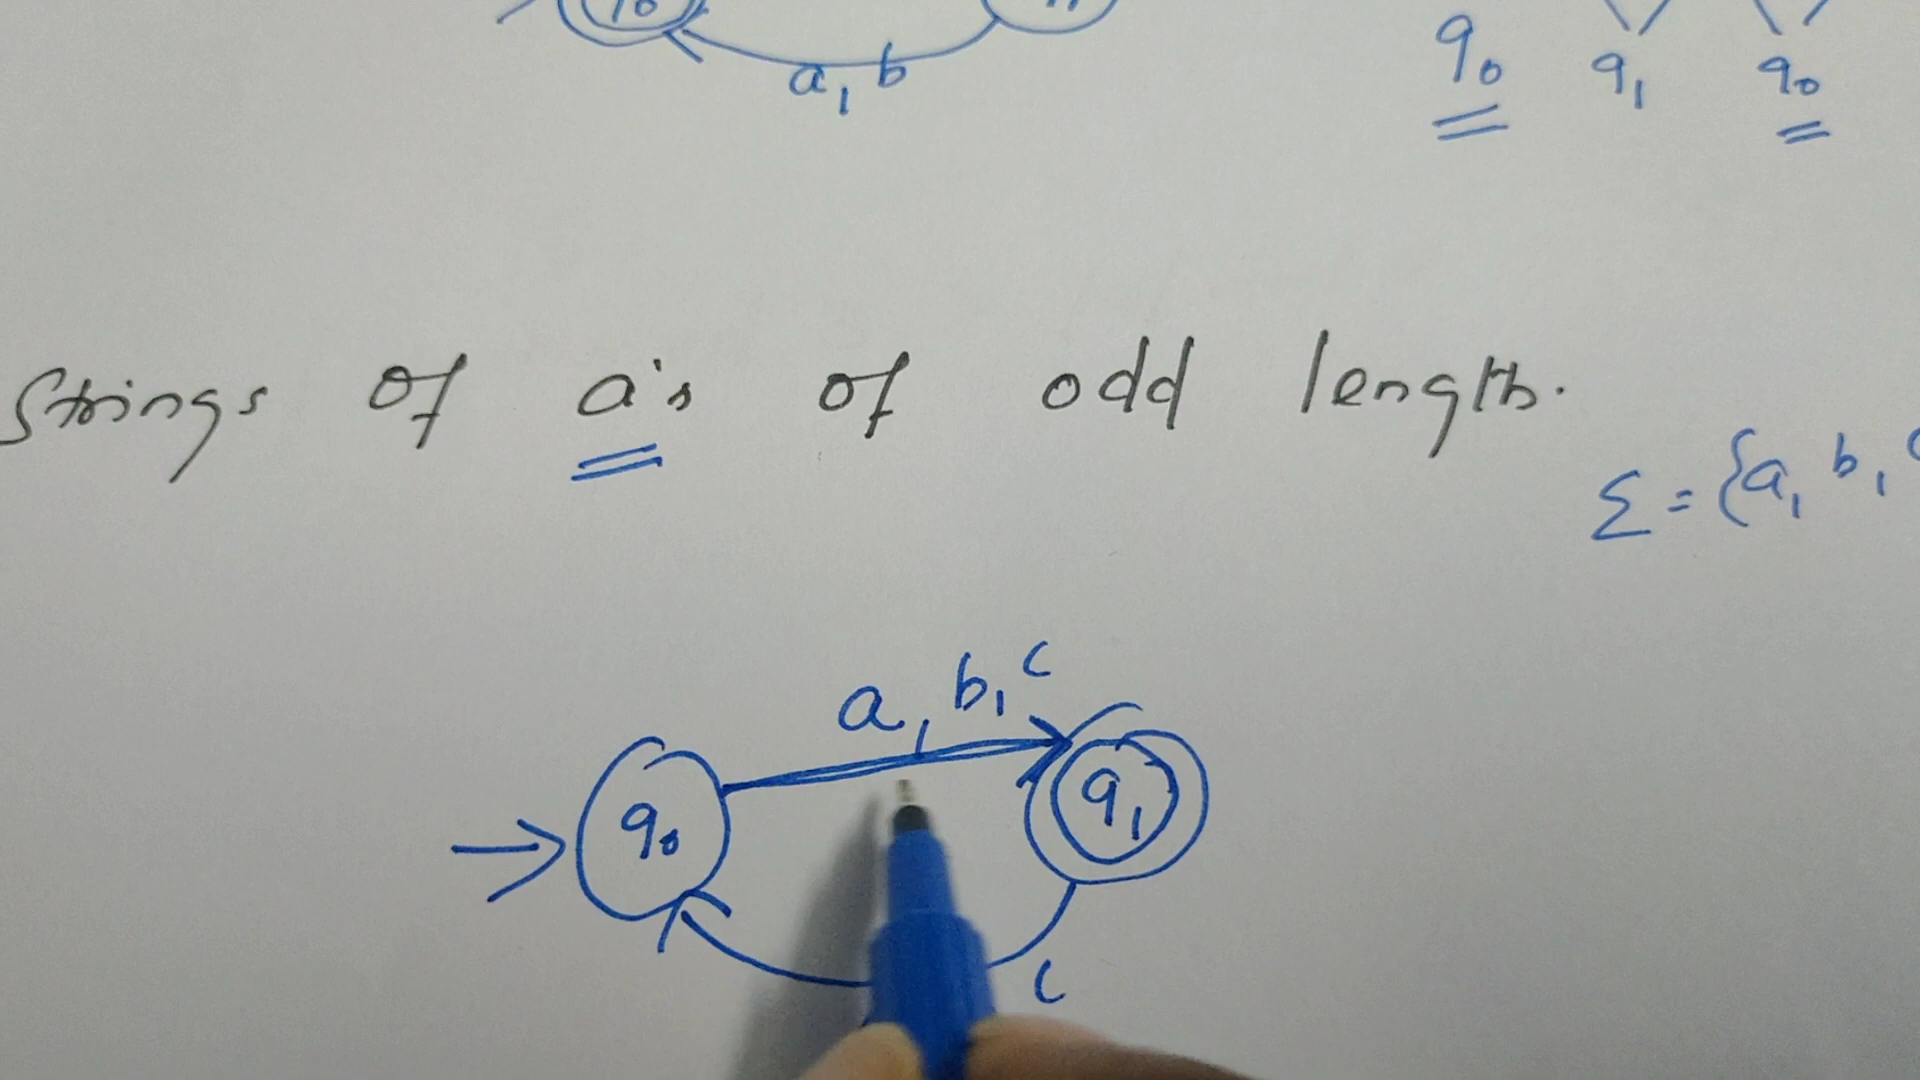 a, b
q0 q1 q0
Strings of a's of odd length.
Σ = {a, b,
a, b, c
q0 q1
c